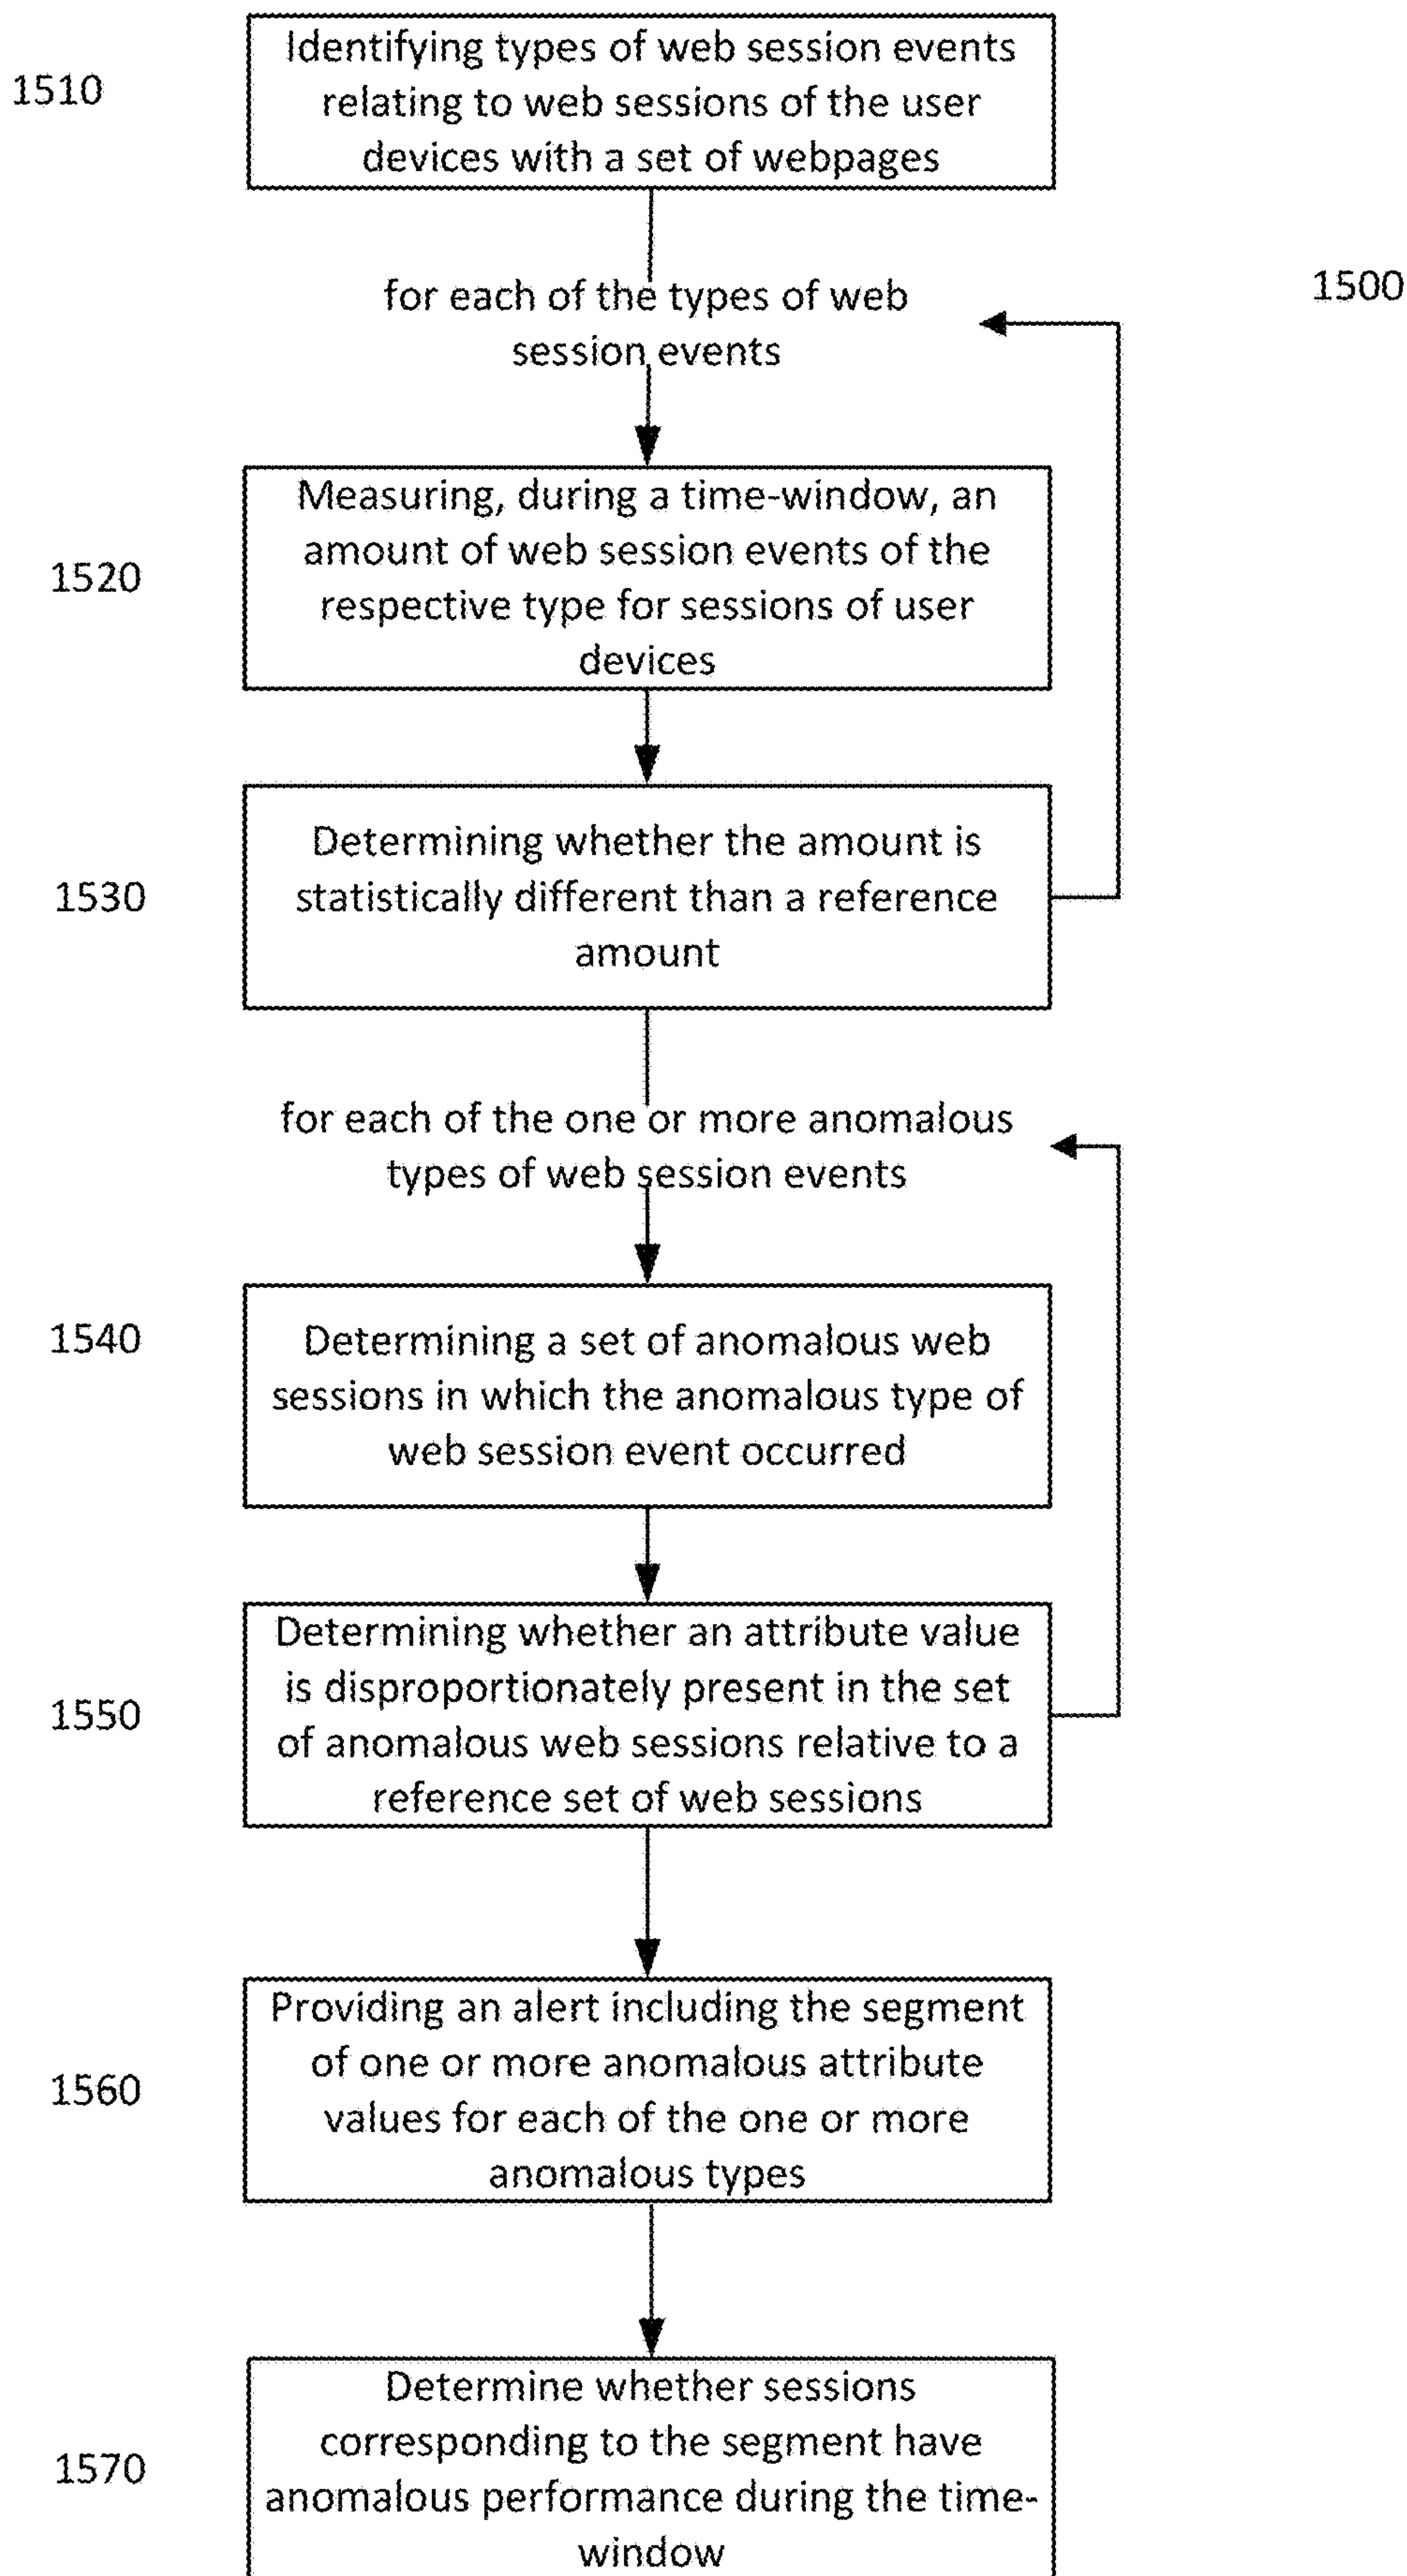 1510
Identifying types of web session events
relating to web sessions of the user
devices with a set of webpages
1500
for each of the types of web
session events
1520
Measuring, during a time-window, an
amount of web session events of the
respective type for sessions of user
devices
1530
Determining whether the amount is
statistically different than a reference
amount
for each of the one or more anomalous
types of web session events
1540
Determining a set of anomalous web
sessions in which the anomalous type of
web session event occurred
1550
Determining whether an attribute value
is disproportionately present in the set
of anomalous web sessions relative to a
reference set of web sessions
1560
Providing an alert including the segment
of one or more anomalous attribute
values for each of the one or more
anomalous types
1570
Determine whether sessions
corresponding to the segment have
anomalous performance during the time-
window